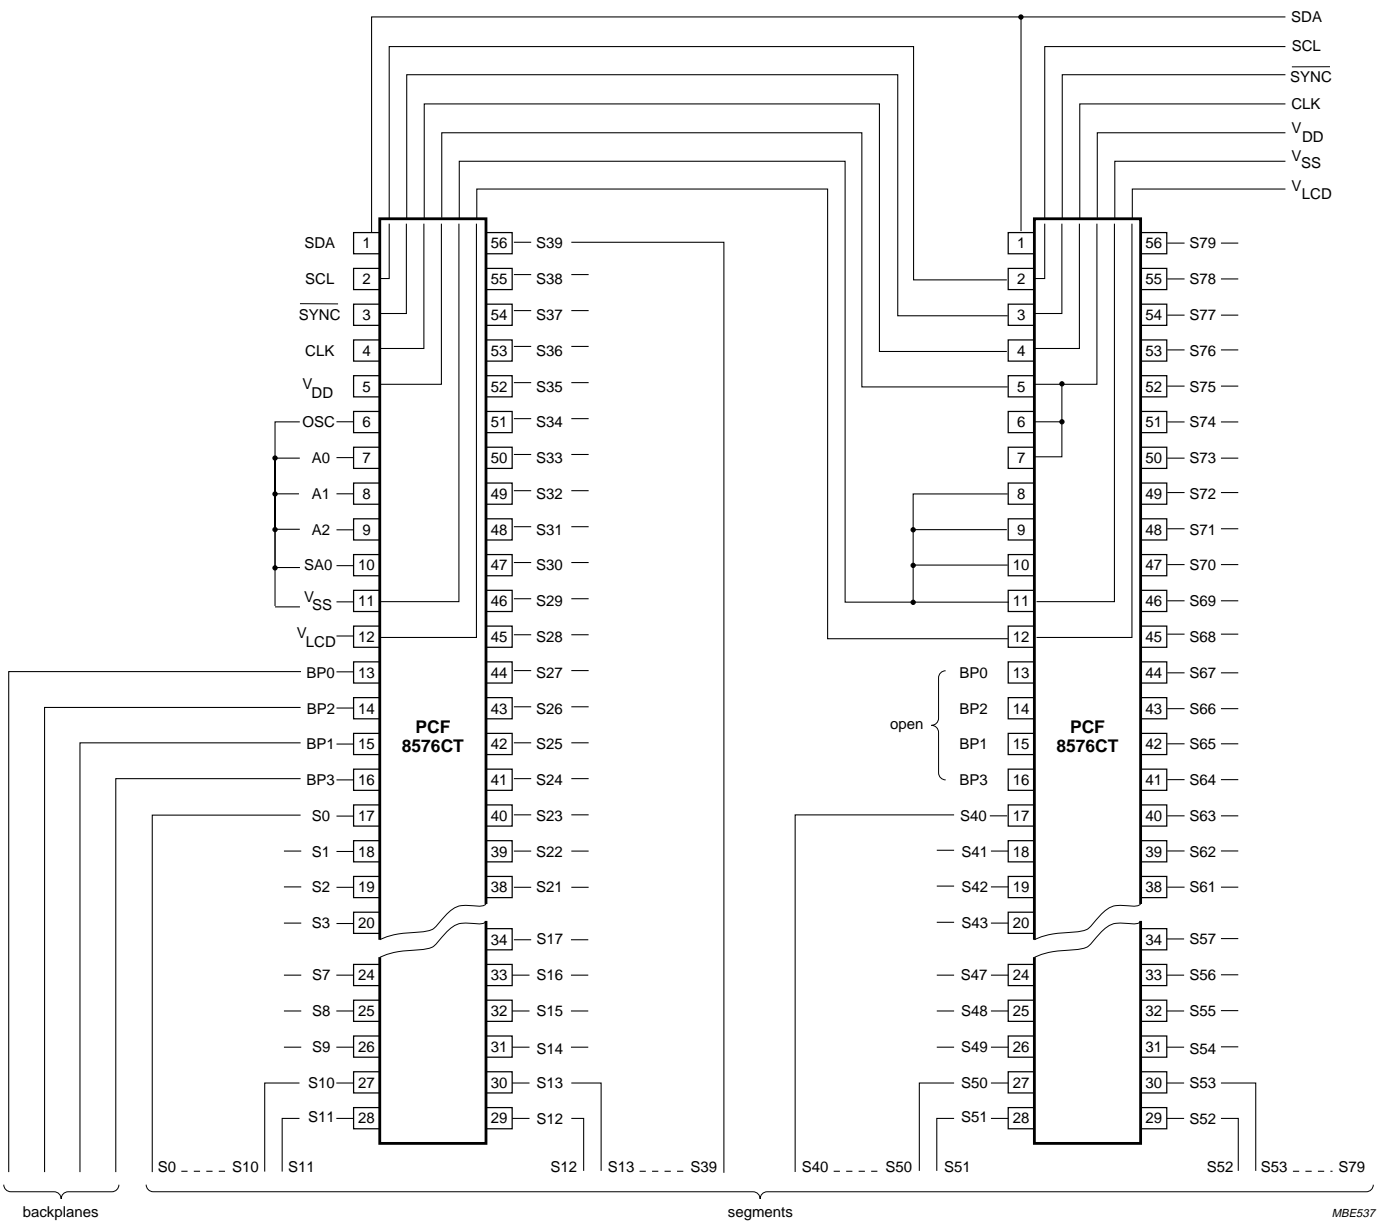 SDA
SCL
SYNC
CLK
VDD
VSS
VLCD
SDA 1 56 S39 1 56 S79
SCL 2 55 S38 2 55 S78
SYNC 3 54 S37 3 54 S77
CLK 4 53 S36 4 53 S76
VDD 5 52 S35 5 52 S75
OSC 6 51 S34 6 51 S74
A0 7 50 S33 7 50 S73
A1 8 49 S32 8 49 S72
A2 9 48 S31 9 48 S71
SA0 10 47 S30 10 47 S70
VSS 11 46 S29 11 46 S69
VLCD 12 45 S28 12 45 S68
BP0 13 44 S27 BP0 13 44 S67
BP2 14 43 S26 BP2 14 43 S66
PCF
8576CT
open
PCF
8576CT
BP1 15 42 S25 BP1 15 42 S65
BP3 16 41 S24 BP3 16 41 S64
S0 17 40 S23 S40 17 40 S63
S1 18 39 S22 S41 18 39 S62
S2 19 38 S21 S42 19 38 S61
S3 20 S43 20
34 S17 34 S57
S7 24 33 S16 S47 24 33 S56
S8 25 32 S15 S48 25 32 S55
S9 26 31 S14 S49 26 31 S54
S10 27 30 S13 S50 27 30 S53
S11 28 29 S12 S51 28 29 S52
S0 S10 S11 S12 S13 S39 S40 S50 S51 S52 S53 S79
backplanes segments MBE537